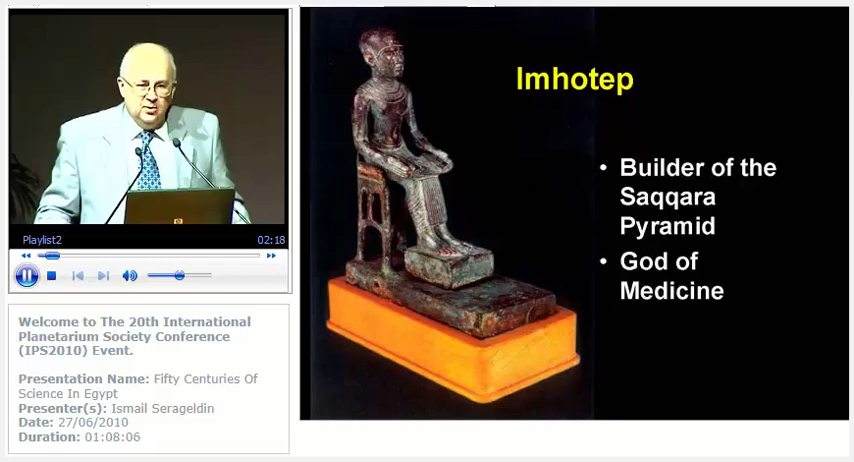 Imhotep
• Builder of the
Saqqara
Pyramid
• God of
Medicine
Playlist2 02:18
Welcome to The 20th International
Planetarium Society Conference
(IPS2010) Event.
Presentation Name: Fifty Centuries Of
Science In Egypt
Presenter(s): Ismail Serageldin
Date: 27/06/2010
Duration: 01:08:06